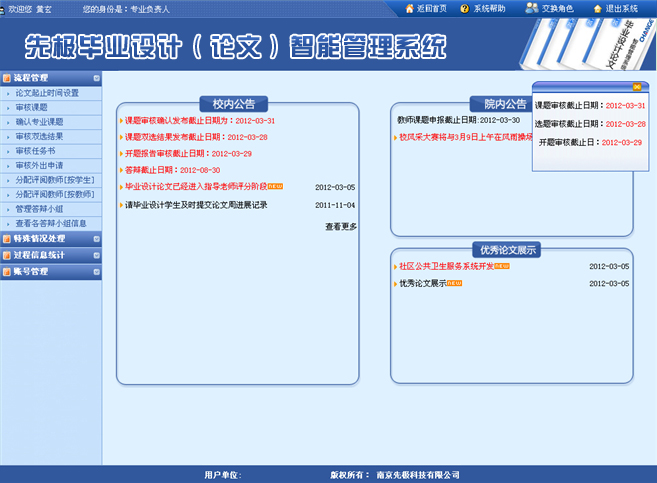 欢迎您 黄玄 您的身份是：专业负责人
返回首页 系统帮助 交换角色 退出系统
先极毕业设计（论文）智能管理系统
毕业设计论文
流程管理
论文起止时间设置
审核课题
确认专业课题
审核双选结果
审核任务书
审核外出申请
分配评阅教师[按学生]
分配评阅教师[按教师]
管理答辩小组
查看各答辩小组信息
特殊情况处理
过程信息统计
账号管理
校内公告
课题审核确认发布截止日期为：2012-03-31
课题双选结果发布截止日期：2012-03-28
开题报告审核截止日期：2012-03-29
答辩截止日期：2012-08-30
毕业设计论文已经进入指导老师评分阶段new 2012-03-05
请毕业设计学生及时提交论文周进展记录 2011-11-04
查看更多
院内公告
教师课题申报截止日期:2012-03-30
校风采大赛将与3月9日上午在风雨操场
课题审核截止日期：2012-03-31
选题审核截止日期：2012-03-28
开题审核截止日：2012-03-29
优秀论文展示
社区公共卫生服务系统开发new 2012-03-05
优秀论文展示new 2012-03-05
用户单位: 版权所有： 南京先极科技有限公司